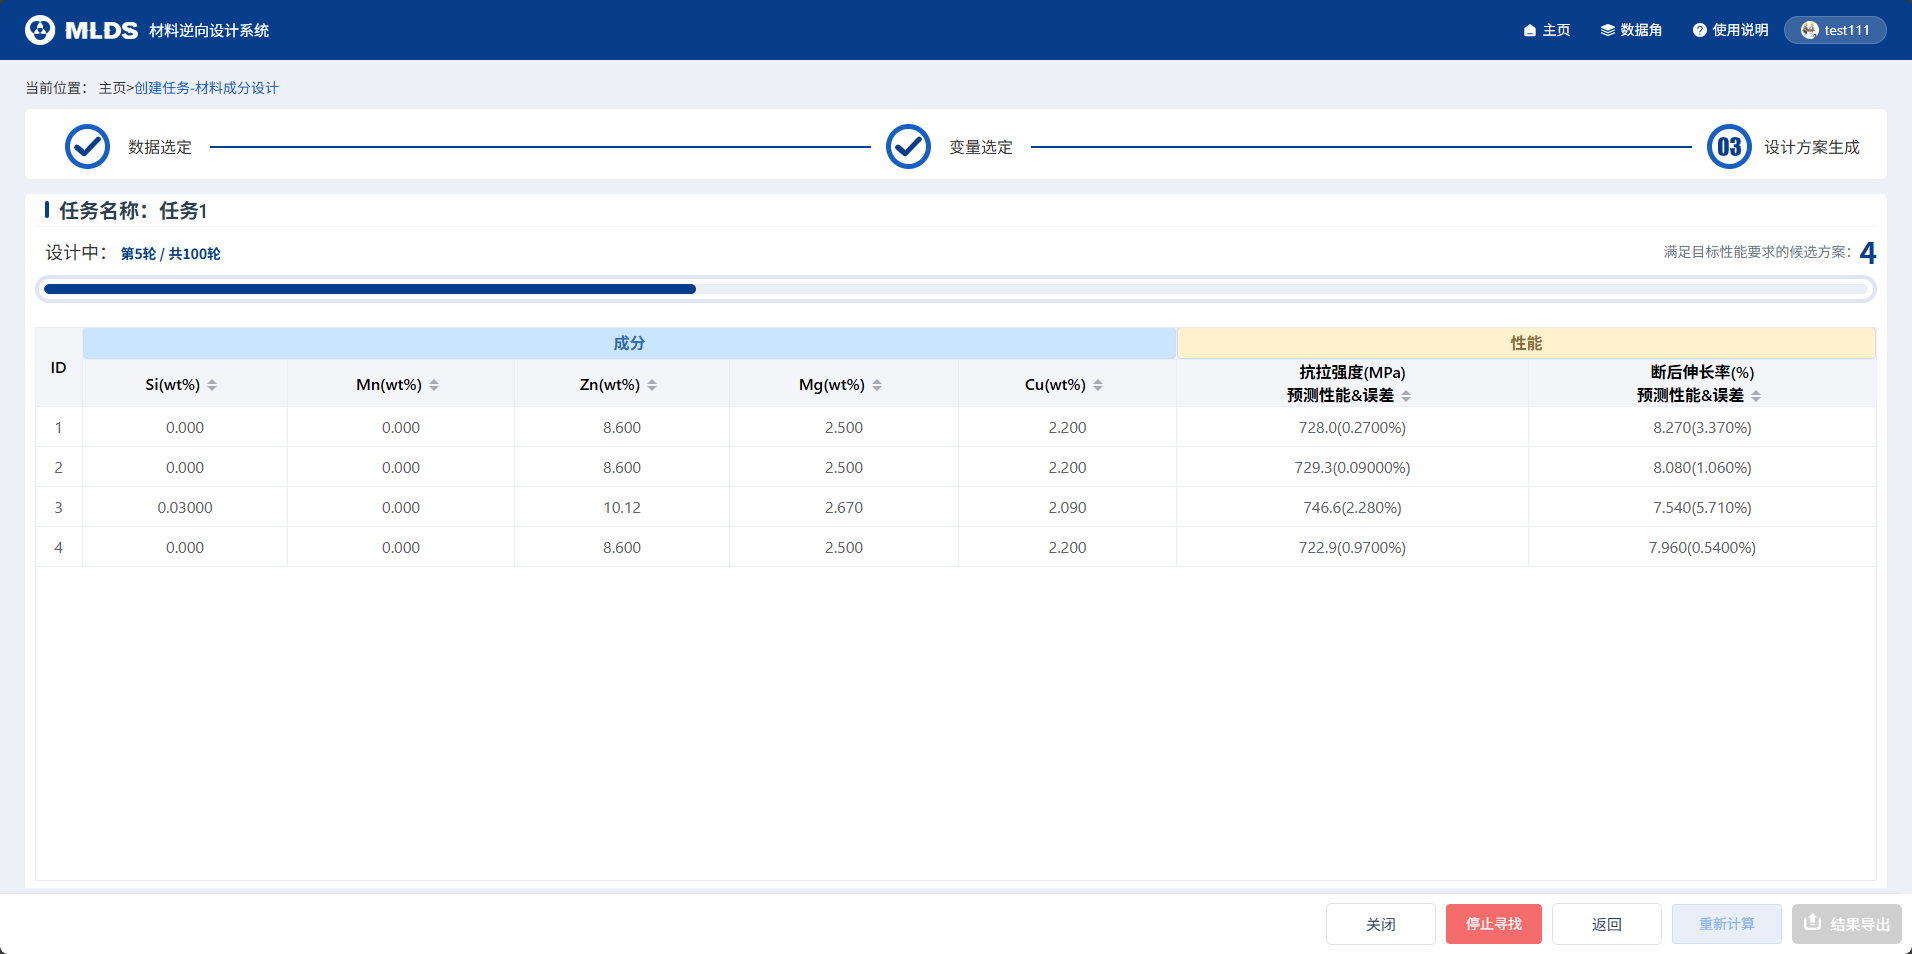 MLDS 材料逆向设计系统
主页 数据角 使用说明 test111
当前位置： 主页>创建任务-材料成分设计
数据选定 变量选定 03 设计方案生成
任务名称：任务1
设计中： 第5轮 / 共100轮 满足目标性能要求的候选方案：4
ID 成分 性能
Si(wt%) Mn(wt%) Zn(wt%) Mg(wt%) Cu(wt%) 抗拉强度(MPa) 预测性能&误差 断后伸长率(%) 预测性能&误差
1 0.000 0.000 8.600 2.500 2.200 728.0(0.2700%) 8.270(3.370%)
2 0.000 0.000 8.600 2.500 2.200 729.3(0.09000%) 8.080(1.060%)
3 0.03000 0.000 10.12 2.670 2.090 746.6(2.280%) 7.540(5.710%)
4 0.000 0.000 8.600 2.500 2.200 722.9(0.9700%) 7.960(0.5400%)
关闭 停止寻找 返回 重新计算 结果导出